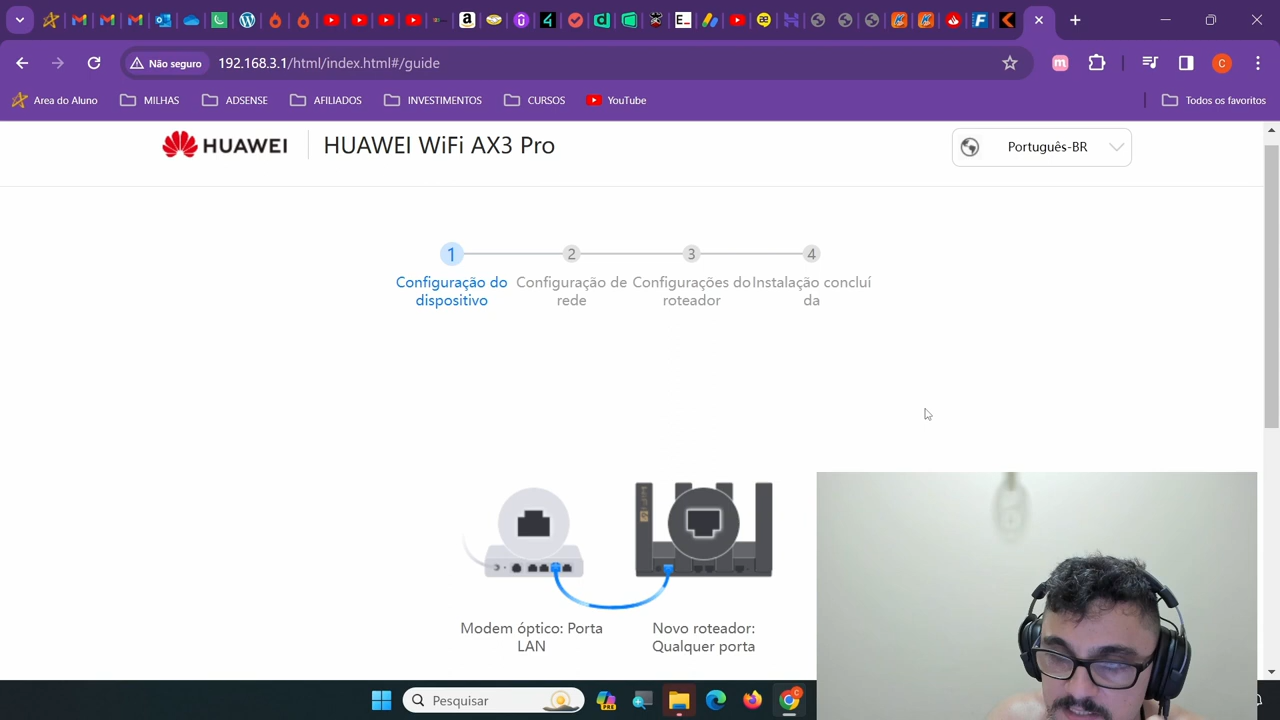 Não seguro
192.168.3.1/html/index.html#/guide
Area do Aluno
MILHAS
ADSENSE
AFILIADOS
INVESTIMENTOS
CURSOS
YouTube
Todos os favoritos
HUAWEI
HUAWEI WiFi AX3 Pro
Português-BR
1
2
3
4
Configuração do
dispositivo
Configuração de
rede
Configurações do
roteador
Instalação concluí
da
Modem óptico: Porta
LAN
Novo roteador:
Qualquer porta
Pesquisar